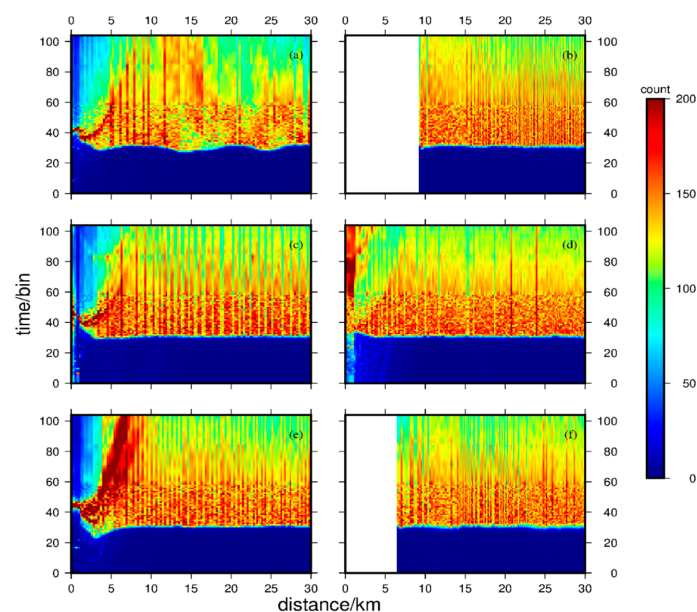 0 5 10 15 20 25 30 0 5 10 15 20 25 30
100 80 60 40 20 0 (a) (b) 100 80 60 40 20 0
count
200
150
100
50
0
100 80 60 40 20 0 (c) (d) 100 80 60 40 20 0
time/bin
100 80 60 40 20 0 (e) (f) 100 80 60 40 20 0
0 5 10 15 20 25 30 0 5 10 15 20 25 30
distance/km